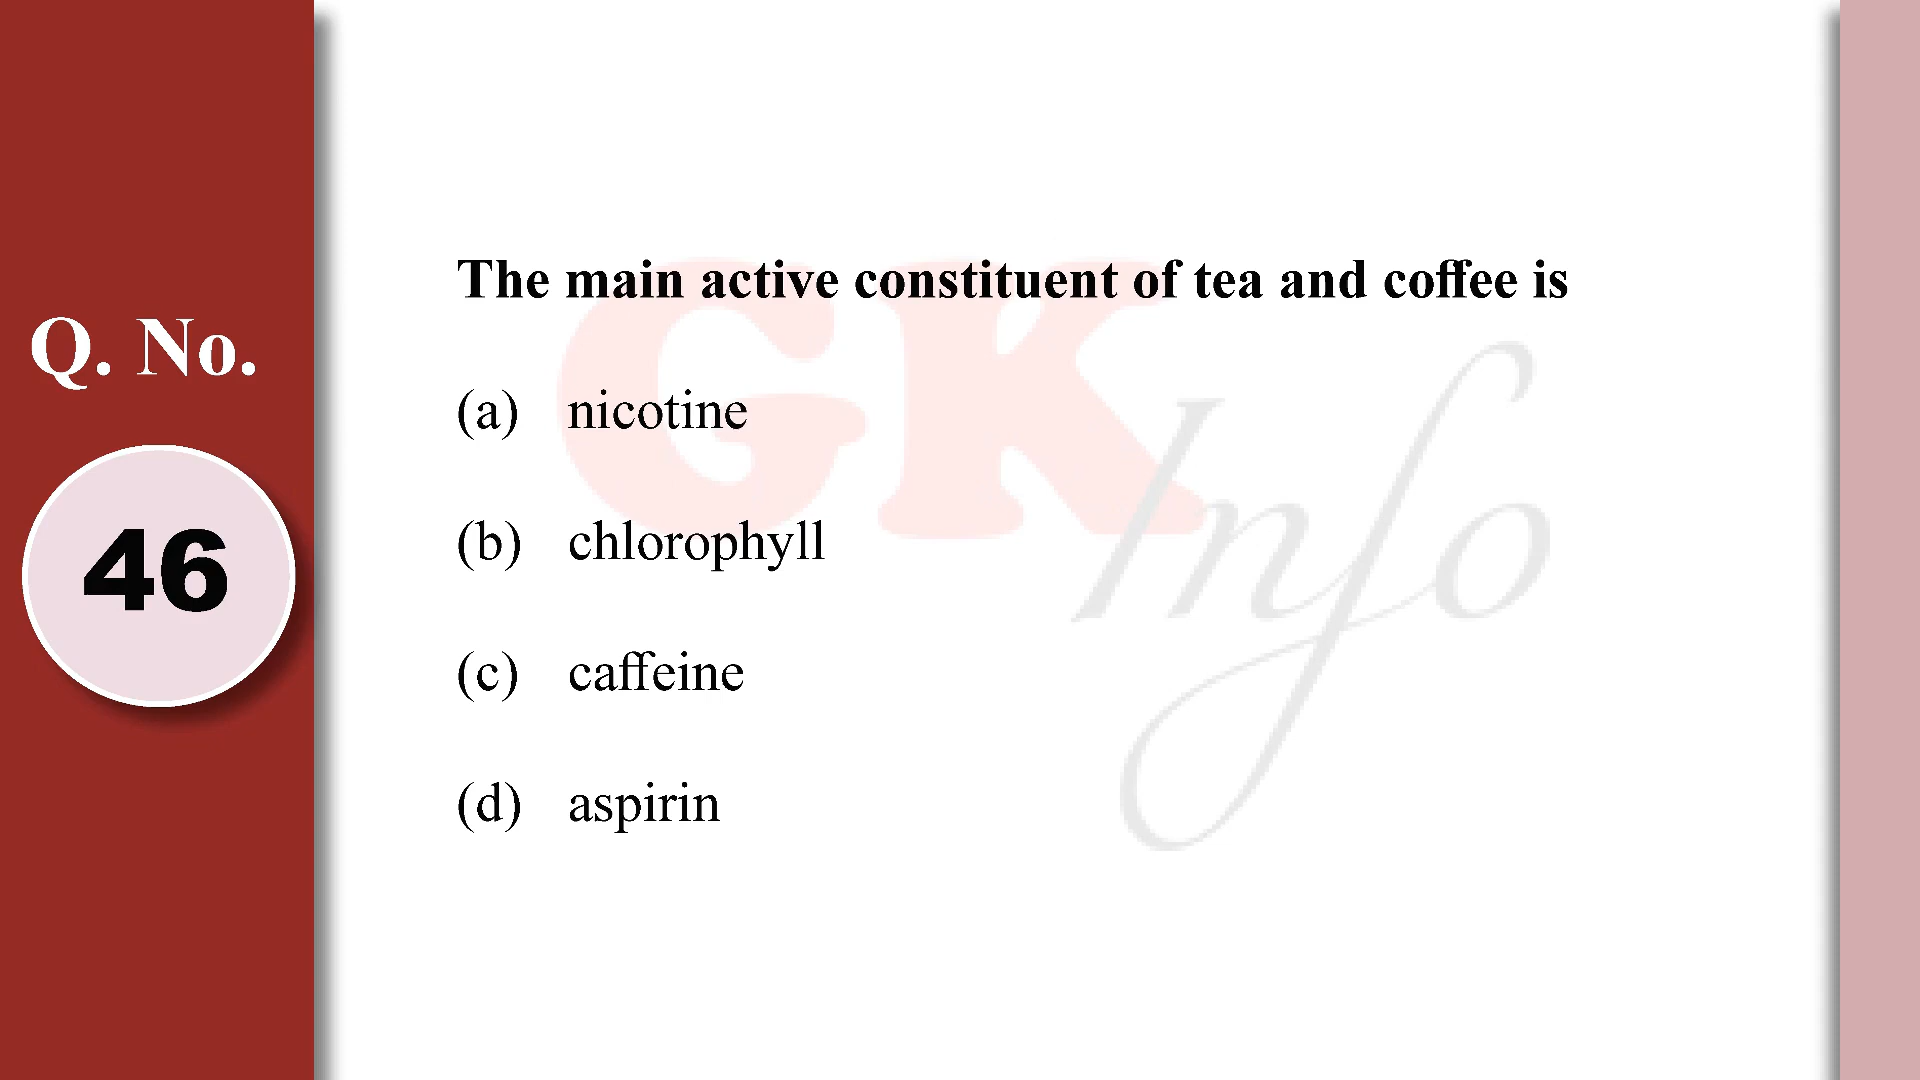 The main active constituent of tea and coffee is
Q. No.
46
(a) nicotine
(b) chlorophyll
(c) caffeine
(d) aspirin
GK
Info